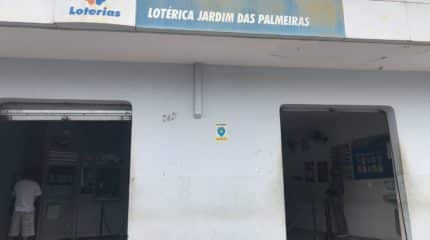 Loterias
LOTÉRICA JARDIM DAS PALMEIRAS